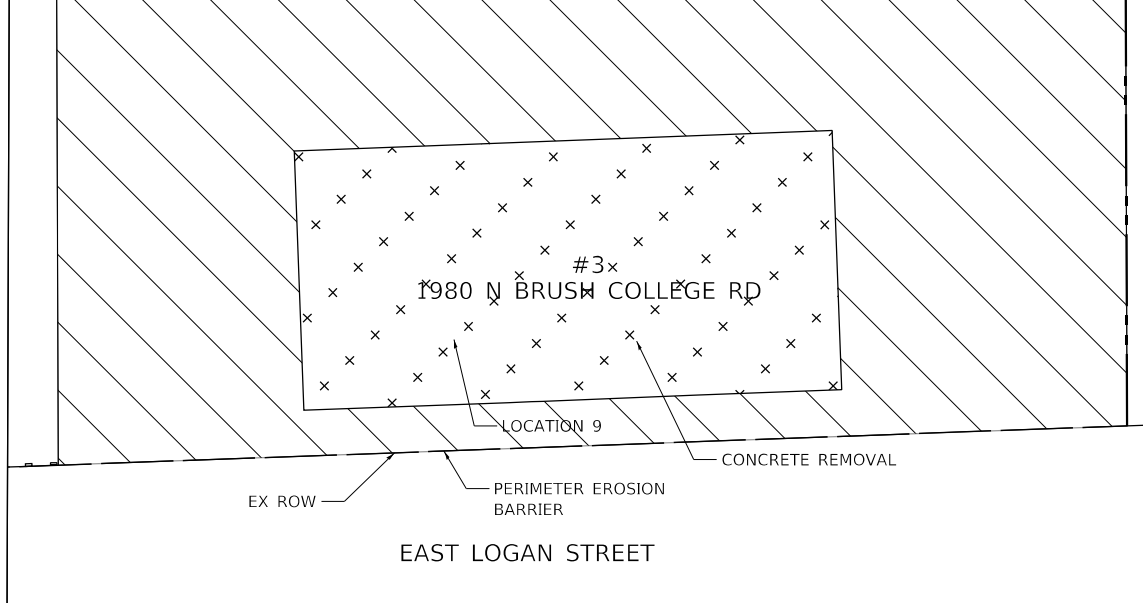 #3
1980 N BRUSH COLLEGE RD
LOCATION 9
CONCRETE REMOVAL
EX ROW
PERIMETER EROSION
BARRIER
EAST LOGAN STREET